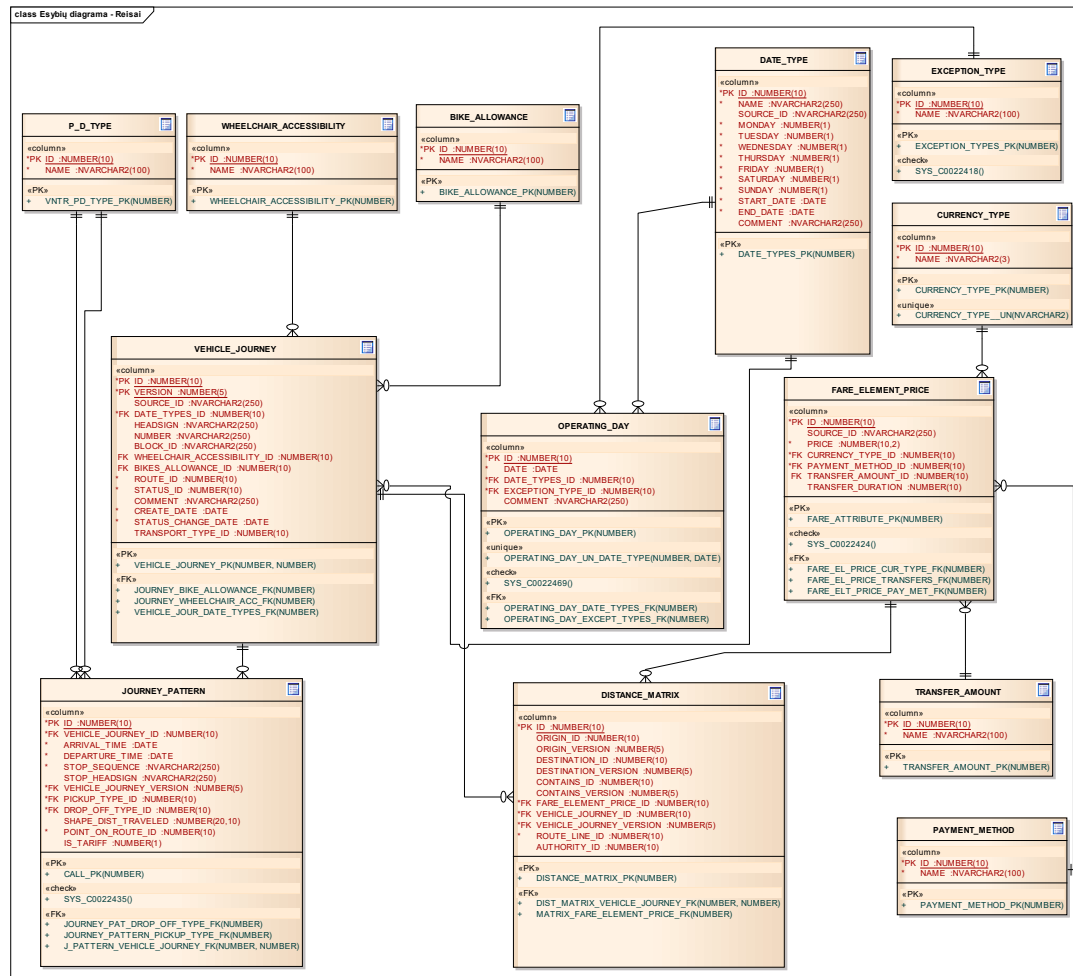 class Esybių diagrama - Reisai
P_D_TYPE
«column»
*PK ID :NUMBER(10)
* NAME :NVARCHAR2(100)
«PK»
+ VNTR_PD_TYPE_PK(NUMBER)
WHEELCHAIR_ACCESSIBILITY
«column»
*PK ID :NUMBER(10)
* NAME :NVARCHAR2(100)
«PK»
+ WHEELCHAIR_ACCESSIBILITY_PK(NUMBER)
BIKE_ALLOWANCE
«column»
*PK ID :NUMBER(10)
* NAME :NVARCHAR2(100)
«PK»
+ BIKE_ALLOWANCE_PK(NUMBER)
DATE_TYPE
«column»
*PK ID :NUMBER(10)
* NAME :NVARCHAR2(250)
SOURCE_ID :NVARCHAR2(250)
* MONDAY :NUMBER(1)
* TUESDAY :NUMBER(1)
* WEDNESDAY :NUMBER(1)
* THURSDAY :NUMBER(1)
* FRIDAY :NUMBER(1)
* SATURDAY :NUMBER(1)
* SUNDAY :NUMBER(1)
* START_DATE :DATE
* END_DATE :DATE
COMMENT :NVARCHAR2(250)
«PK»
+ DATE_TYPES_PK(NUMBER)
EXCEPTION_TYPE
«column»
*PK ID :NUMBER(10)
* NAME :NVARCHAR2(100)
«PK»
+ EXCEPTION_TYPES_PK(NUMBER)
«check»
+ SYS_C0022418()
CURRENCY_TYPE
«column»
*PK ID :NUMBER(10)
* NAME :NVARCHAR2(3)
«PK»
+ CURRENCY_TYPE_PK(NUMBER)
«unique»
+ CURRENCY_TYPE__UN(NVARCHAR2)
VEHICLE_JOURNEY
«column»
*PK ID :NUMBER(10)
*PK VERSION :NUMBER(5)
SOURCE_ID :NVARCHAR2(250)
*FK DATE_TYPES_ID :NUMBER(10)
HEADSIGN :NVARCHAR2(250)
NUMBER :NVARCHAR2(250)
BLOCK_ID :NVARCHAR2(250)
FK WHEELCHAIR_ACCESSIBILITY_ID :NUMBER(10)
FK BIKES_ALLOWANCE_ID :NUMBER(10)
* ROUTE_ID :NUMBER(10)
* STATUS_ID :NUMBER(10)
COMMENT :NVARCHAR2(250)
* CREATE_DATE :DATE
* STATUS_CHANGE_DATE :DATE
TRANSPORT_TYPE_ID :NUMBER(10)
«PK»
+ VEHICLE_JOURNEY_PK(NUMBER, NUMBER)
«FK»
+ JOURNEY_BIKE_ALLOWANCE_FK(NUMBER)
+ JOURNEY_WHEELCHAIR_ACC_FK(NUMBER)
+ VEHICLE_JOUR_DATE_TYPES_FK(NUMBER)
OPERATING_DAY
«column»
*PK ID :NUMBER(10)
* DATE :DATE
*FK DATE_TYPES_ID :NUMBER(10)
*FK EXCEPTION_TYPE_ID :NUMBER(10)
COMMENT :NVARCHAR2(250)
«PK»
+ OPERATING_DAY_PK(NUMBER)
«unique»
+ OPERATING_DAY_UN_DATE_TYPE(NUMBER, DATE)
«check»
+ SYS_C0022469()
«FK»
+ OPERATING_DAY_DATE_TYPES_FK(NUMBER)
+ OPERATING_DAY_EXCEPT_TYPES_FK(NUMBER)
FARE_ELEMENT_PRICE
«column»
*PK ID :NUMBER(10)
SOURCE_ID :NVARCHAR2(250)
* PRICE :NUMBER(10,2)
*FK CURRENCY_TYPE_ID :NUMBER(10)
*FK PAYMENT_METHOD_ID :NUMBER(10)
FK TRANSFER_AMOUNT_ID :NUMBER(10)
TRANSFER_DURATION :NUMBER(10)
«PK»
+ FARE_ATTRIBUTE_PK(NUMBER)
«check»
+ SYS_C0022424()
«FK»
+ FARE_EL_PRICE_CUR_TYPE_FK(NUMBER)
+ FARE_EL_PRICE_TRANSFERS_FK(NUMBER)
+ FARE_ELT_PRICE_PAY_MET_FK(NUMBER)
JOURNEY_PATTERN
«column»
*PK ID :NUMBER(10)
*FK VEHICLE_JOURNEY_ID :NUMBER(10)
* ARRIVAL_TIME :DATE
* DEPARTURE_TIME :DATE
* STOP_SEQUENCE :NVARCHAR2(250)
STOP_HEADSIGN :NVARCHAR2(250)
*FK VEHICLE_JOURNEY_VERSION :NUMBER(5)
*FK PICKUP_TYPE_ID :NUMBER(10)
*FK DROP_OFF_TYPE_ID :NUMBER(10)
SHAPE_DIST_TRAVELED :NUMBER(20,10)
* POINT_ON_ROUTE_ID :NUMBER(10)
IS_TARIFF :NUMBER(1)
«PK»
+ CALL_PK(NUMBER)
«check»
+ SYS_C0022435()
«FK»
+ JOURNEY_PAT_DROP_OFF_TYPE_FK(NUMBER)
+ JOURNEY_PATTERN_PICKUP_TYPE_FK(NUMBER)
+ J_PATTERN_VEHICLE_JOURNEY_FK(NUMBER, NUMBER)
DISTANCE_MATRIX
«column»
*PK ID :NUMBER(10)
ORIGIN_ID :NUMBER(10)
ORIGIN_VERSION :NUMBER(5)
DESTINATION_ID :NUMBER(10)
DESTINATION_VERSION :NUMBER(5)
CONTAINS_ID :NUMBER(10)
CONTAINS_VERSION :NUMBER(5)
*FK FARE_ELEMENT_PRICE_ID :NUMBER(10)
*FK VEHICLE_JOURNEY_ID :NUMBER(10)
*FK VEHICLE_JOURNEY_VERSION :NUMBER(5)
* ROUTE_LINE_ID :NUMBER(10)
AUTHORITY_ID :NUMBER(10)
«PK»
+ DISTANCE_MATRIX_PK(NUMBER)
«FK»
+ DIST_MATRIX_VEHICLE_JOURNEY_FK(NUMBER, NUMBER)
+ MATRIX_FARE_ELEMENT_PRICE_FK(NUMBER)
TRANSFER_AMOUNT
«column»
*PK ID :NUMBER(10)
* NAME :NVARCHAR2(100)
«PK»
+ TRANSFER_AMOUNT_PK(NUMBER)
PAYMENT_METHOD
«column»
*PK ID :NUMBER(10)
* NAME :NVARCHAR2(100)
«PK»
+ PAYMENT_METHOD_PK(NUMBER)